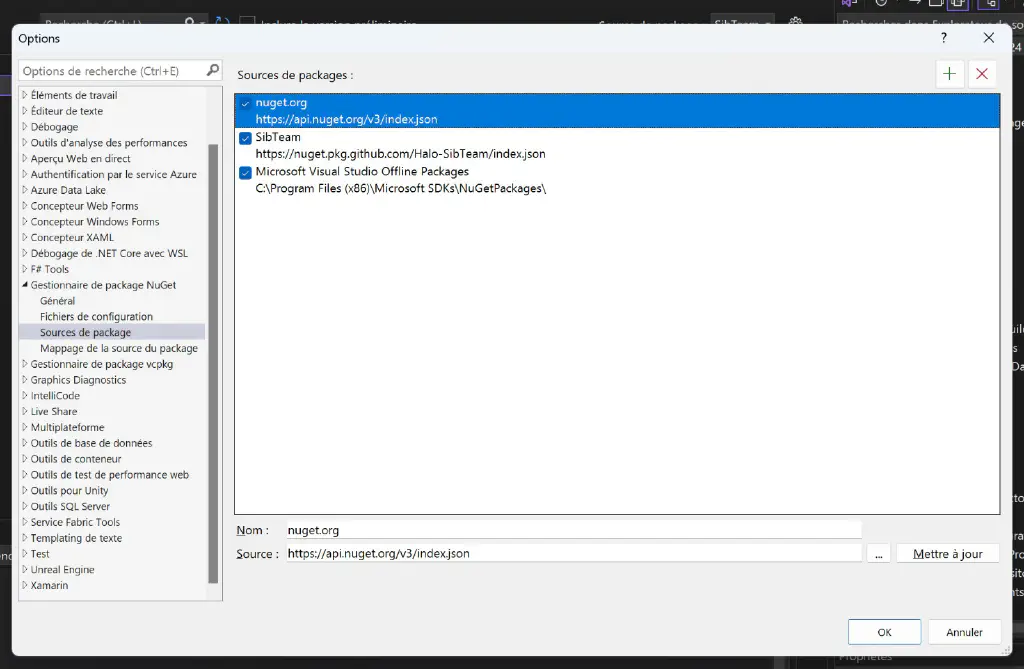 Options
?
Options de recherche (Ctrl+E)
Éléments de travail
Éditeur de texte
Débogage
Outils d'analyse des performances
Aperçu Web en direct
Authentification par le service Azure
Azure Data Lake
Concepteur Web Forms
Concepteur Windows Forms
Concepteur XAML
Débogage de .NET Core avec WSL
F# Tools
Gestionnaire de package NuGet
Général
Fichiers de configuration
Sources de package
Mappage de la source du package
Gestionnaire de package vcpkg
Graphics Diagnostics
IntelliCode
Live Share
Multiplateforme
Outils de base de données
Outils de conteneur
Outils de test de performance web
Outils pour Unity
Outils SQL Server
Service Fabric Tools
Templating de texte
Test
Unreal Engine
Xamarin
Sources de packages :
nuget.org
https://api.nuget.org/v3/index.json
SibTeam
https://nuget.pkg.github.com/Halo-SibTeam/index.json
Microsoft Visual Studio Offline Packages
C:\Program Files (x86)\Microsoft SDKs\NuGetPackages\
Nom : nuget.org
Source : https://api.nuget.org/v3/index.json ... Mettre à jour
OK Annuler